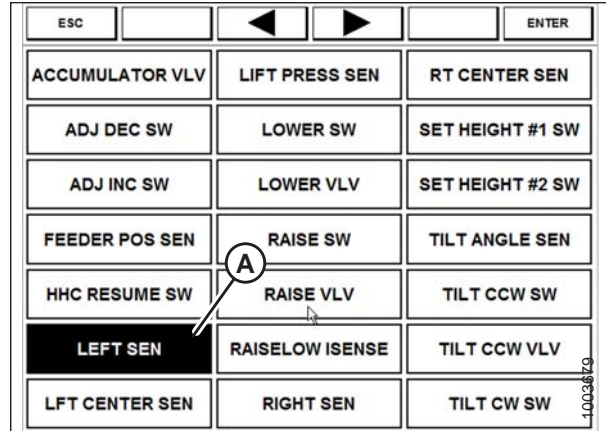 ESC ENTER
ACCUMULATOR VLV LIFT PRESS SEN RT CENTER SEN
ADJ DEC SW LOWER SW SET HEIGHT #1 SW
ADJ INC SW LOWER VLV SET HEIGHT #2 SW
FEEDER POS SEN RAISE SW TILT ANGLE SEN
A
HHC RESUME SW RAISE VLV TILT CCW SW
LEFT SEN RAISELOW ISENSE TILT CCW VLV
LFT CENTER SEN RIGHT SEN TILT CW SW
1003679